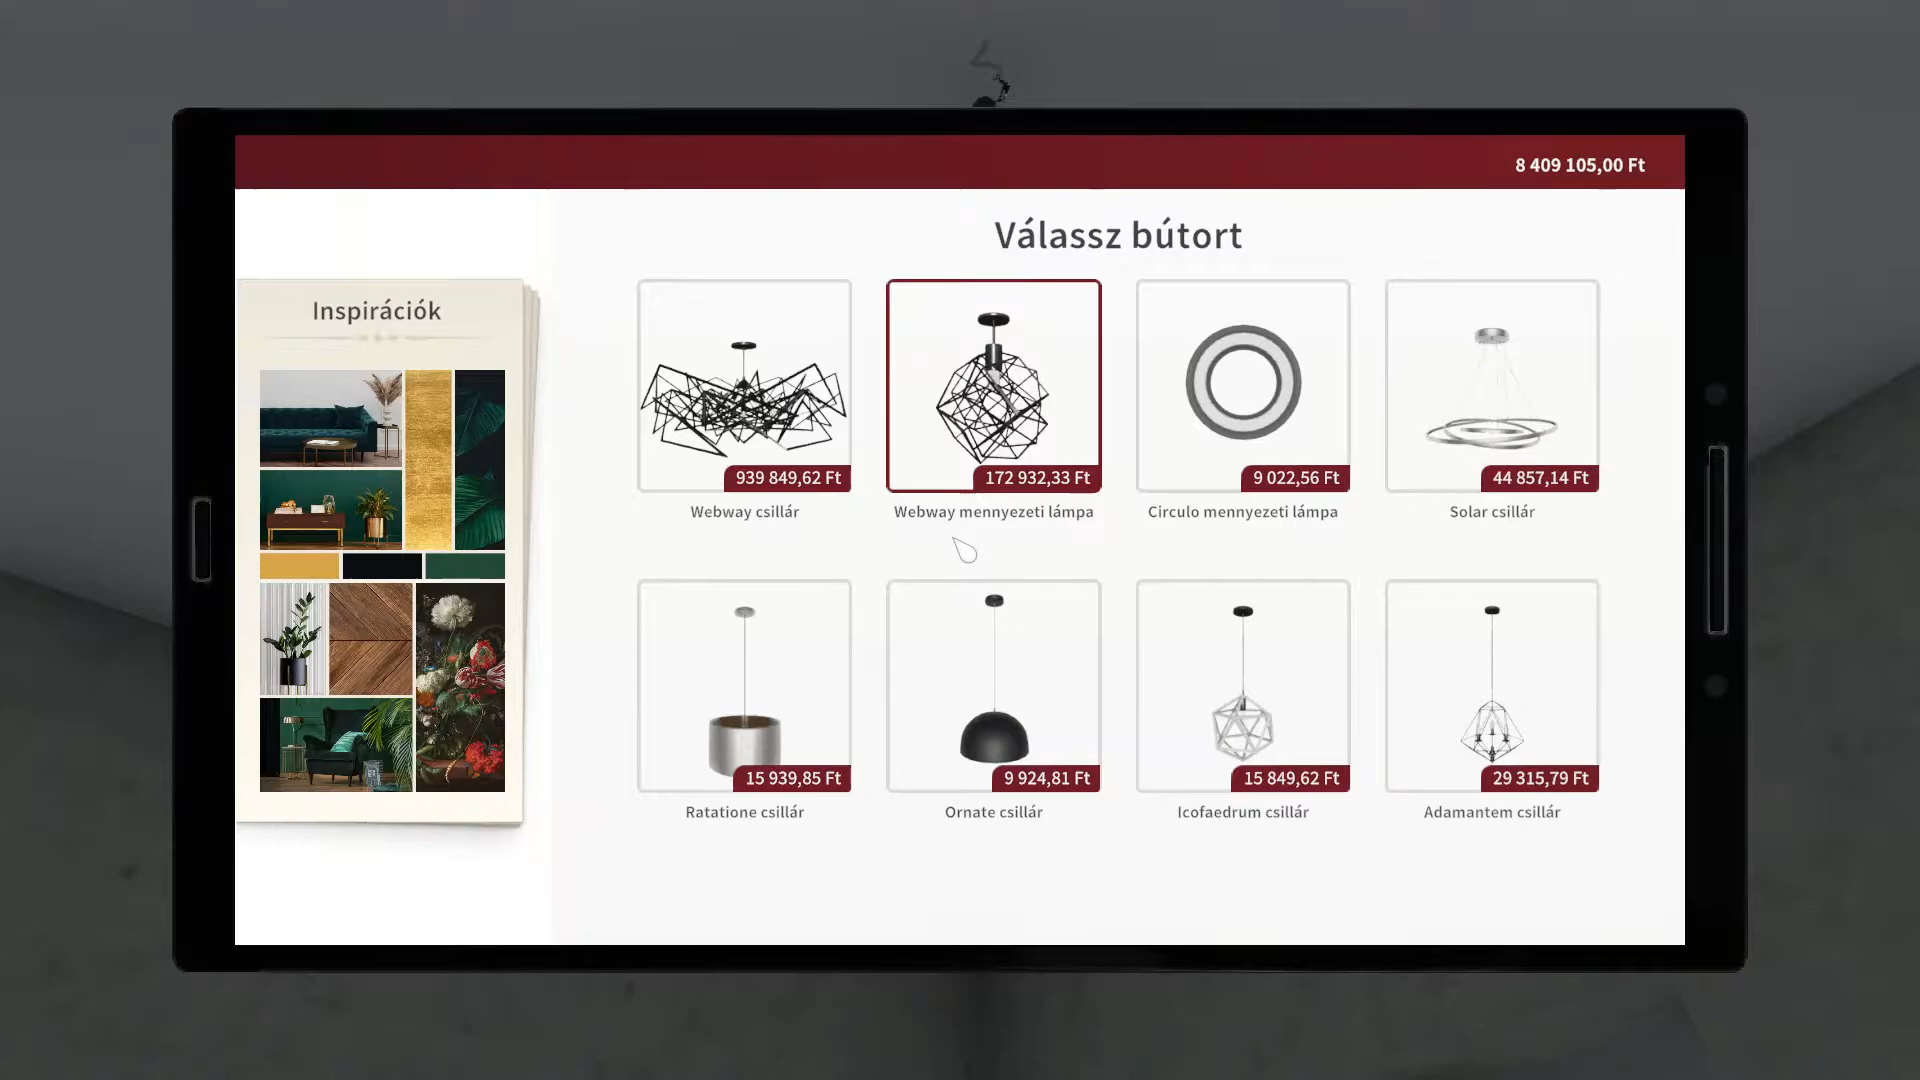 8 409 105,00 Ft
Válassz bútort
Inspirációk
939 849,62 Ft
172 932,33 Ft
9 022,56 Ft
44 857,14 Ft
Webway csillár
Webway mennyezeti lámpa
Circulo mennyezeti lámpa
Solar csillár
15 939,85 Ft
9 924,81 Ft
15 849,62 Ft
29 315,79 Ft
Ratatione csillár
Ornate csillár
Icofaedrum csillár
Adamantem csillár